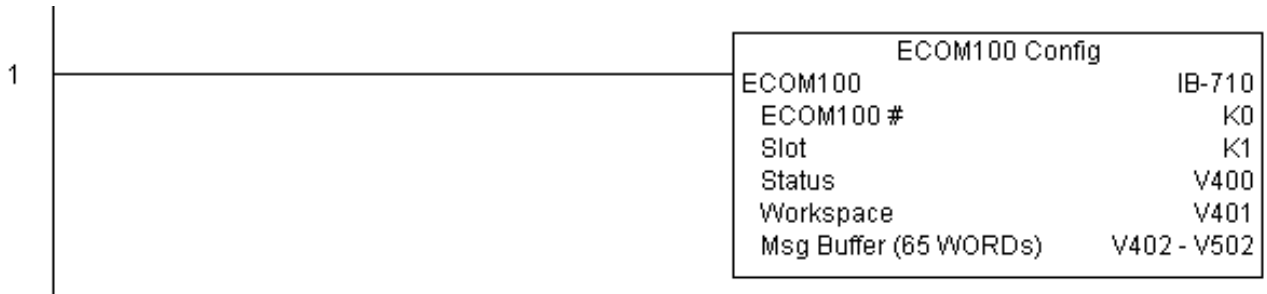 1
ECOM100 Config
ECOM100 IB-710
ECOM100 # K0
Slot K1
Status V400
Workspace V401
Msg Buffer (65 WORDs) V402 - V502